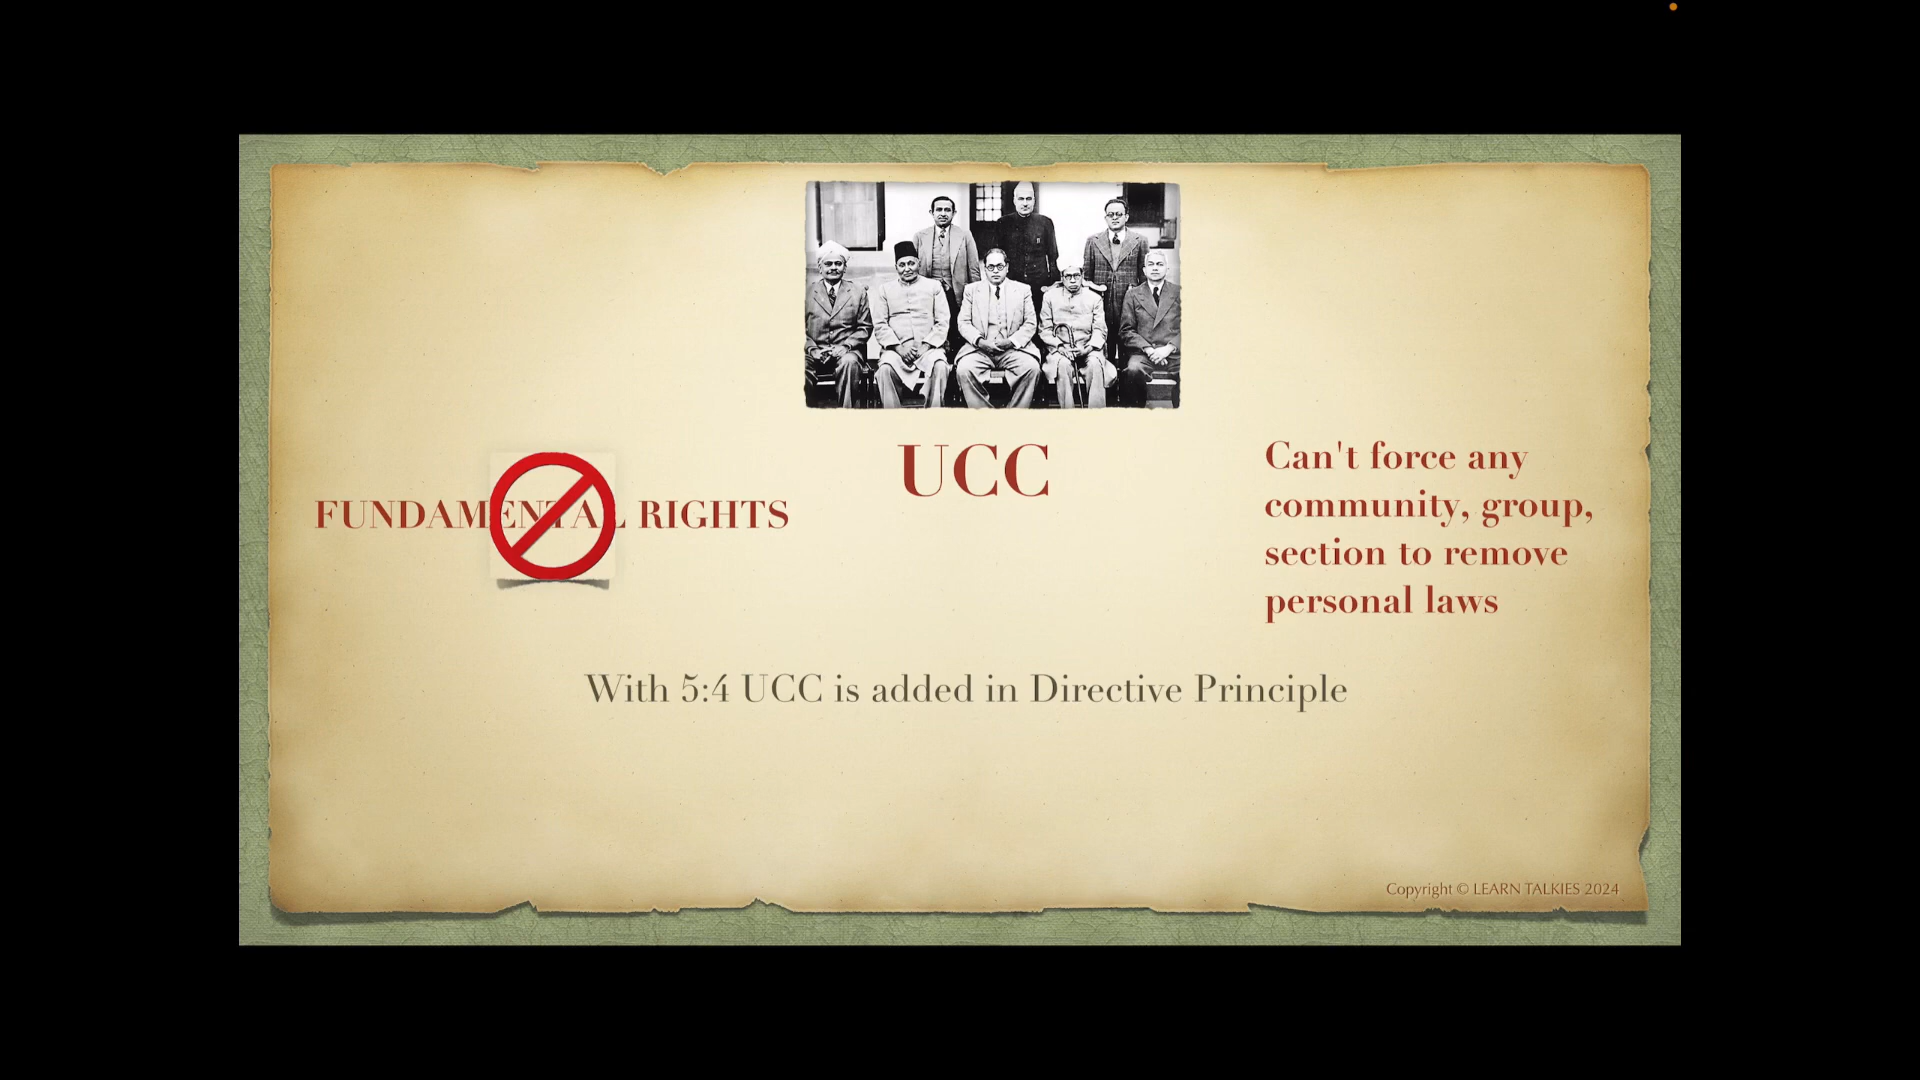 UCC
FUNDAMENTAL RIGHTS
Can't force any
community, group,
section to remove
personal laws
With 5:4 UCC is added in Directive Principle
Copyright © LEARN TALKIES 2024